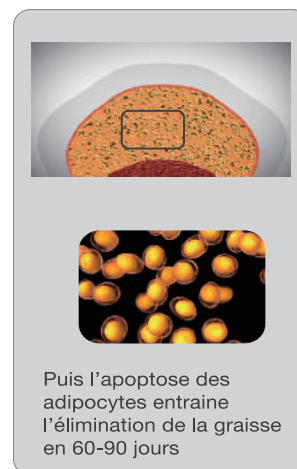 Puis l’apoptose des
adipocytes entraine
l’élimination de la graisse
en 60-90 jours